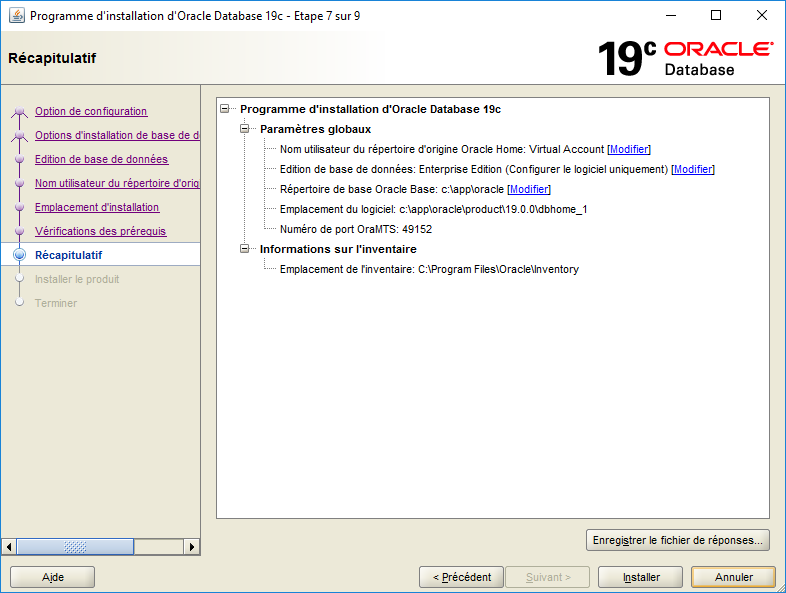 Programme d'installation d'Oracle Database 19c - Etape 7 sur 9
Récapitulatif
19c ORACLE
Database
Option de configuration
Options d'installation de base de d
Edition de base de données
Nom utilisateur du répertoire d'orig
Emplacement d'installation
Vérifications des prérequis
Récapitulatif
Installer le produit
Terminer
Programme d'installation d'Oracle Database 19c
Paramètres globaux
Nom utilisateur du répertoire d'origine Oracle Home: Virtual Account [Modifier]
Edition de base de données: Enterprise Edition (Configurer le logiciel uniquement) [Modifier]
Répertoire de base Oracle Base: c:\app\oracle [Modifier]
Emplacement du logiciel: c:\app\oracle\product\19.0.0\dbhome_1
Numéro de port OraMTS: 49152
Informations sur l'inventaire
Emplacement de l'inventaire: C:\Program Files\Oracle\Inventory
Enregistrer le fichier de réponses...
Aide
< Précédent
Suivant >
Installer
Annuler